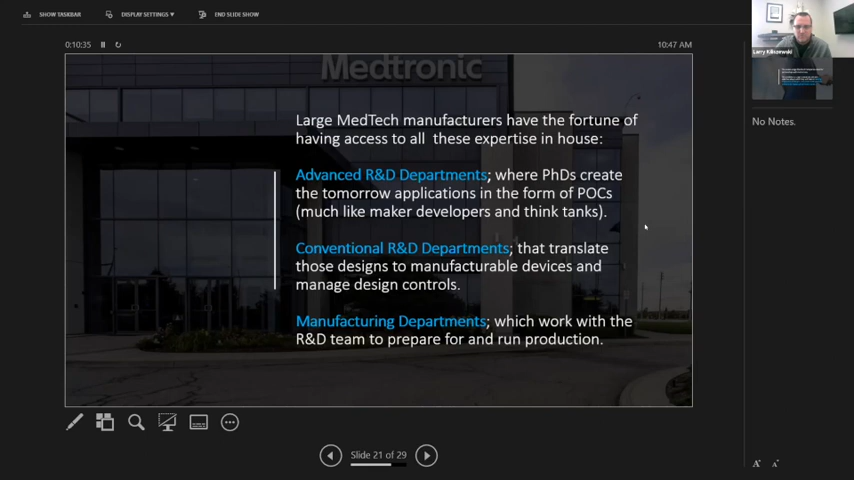 SHOW TASKBAR
DISPLAY SETTINGS ▼
END SLIDE SHOW
0:10:35
10:47 AM
Medtronic
Large MedTech manufacturers have the fortune of
having access to all these expertise in house:
Advanced R&D Departments; where PhDs create
the tomorrow applications in the form of POCs
(much like maker developers and think tanks).
Conventional R&D Departments; that translate
those designs to manufacturable devices and
manage design controls.
Manufacturing Departments; which work with the
R&D team to prepare for and run production.
Slide 21 of 29
No Notes.
A
A